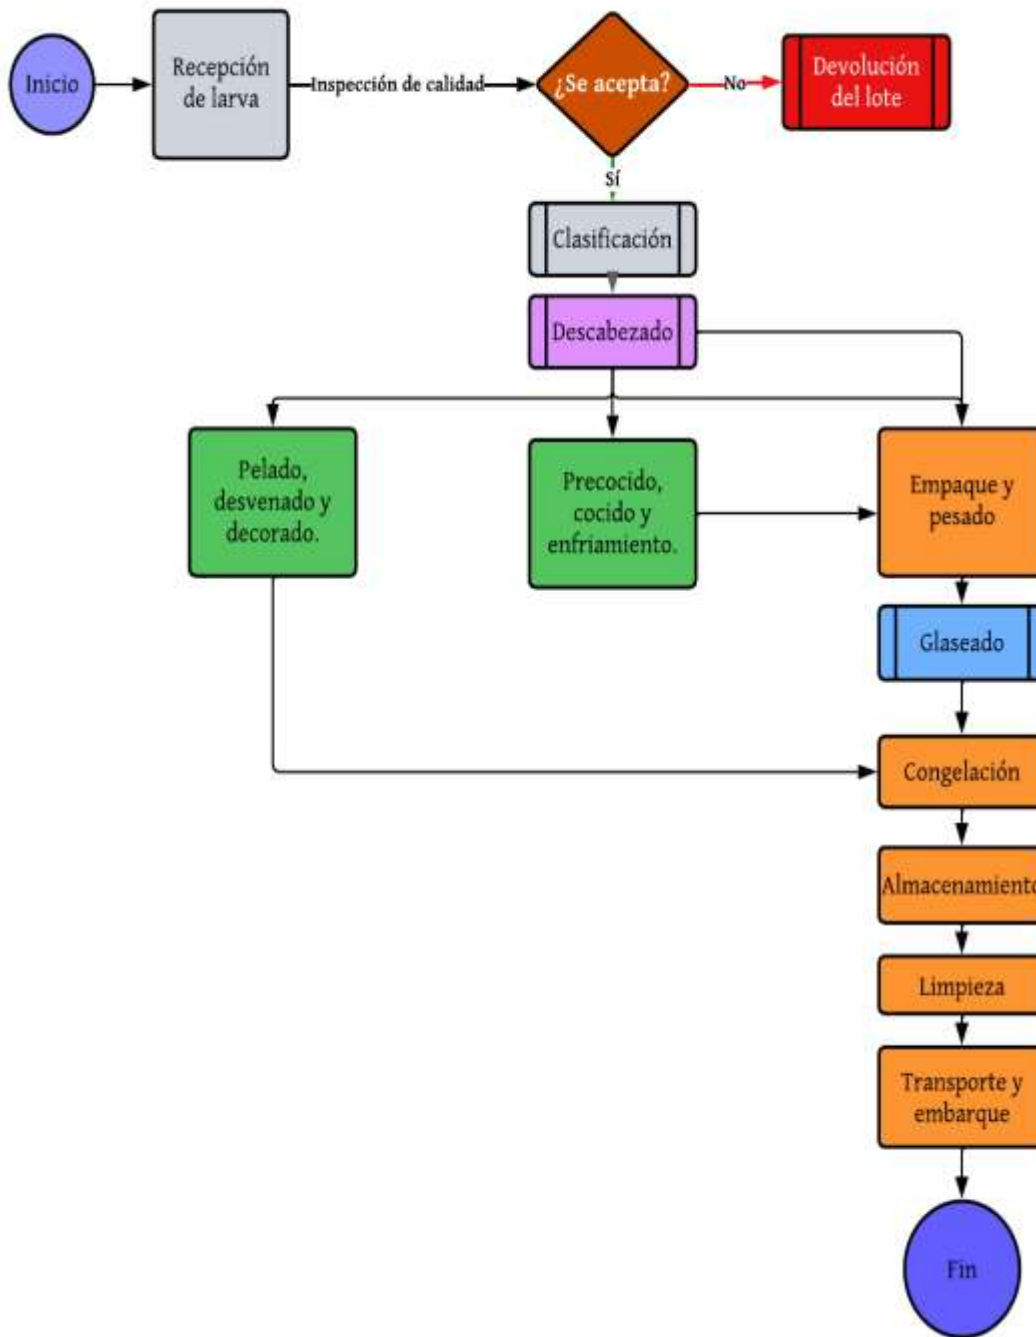 Inicio
Recepción
de larva
Inspección de calidad
¿Se acepta?
No
Devolución
del lote
Sí
Clasificación
Descabezado
Pelado,
desvenado y
decorado.
Precocido,
cocido y
enfriamiento.
Empaque y
pesado
Glaseado
Congelación
Almacenamiento
Limpieza
Transporte y
embarque
Fin